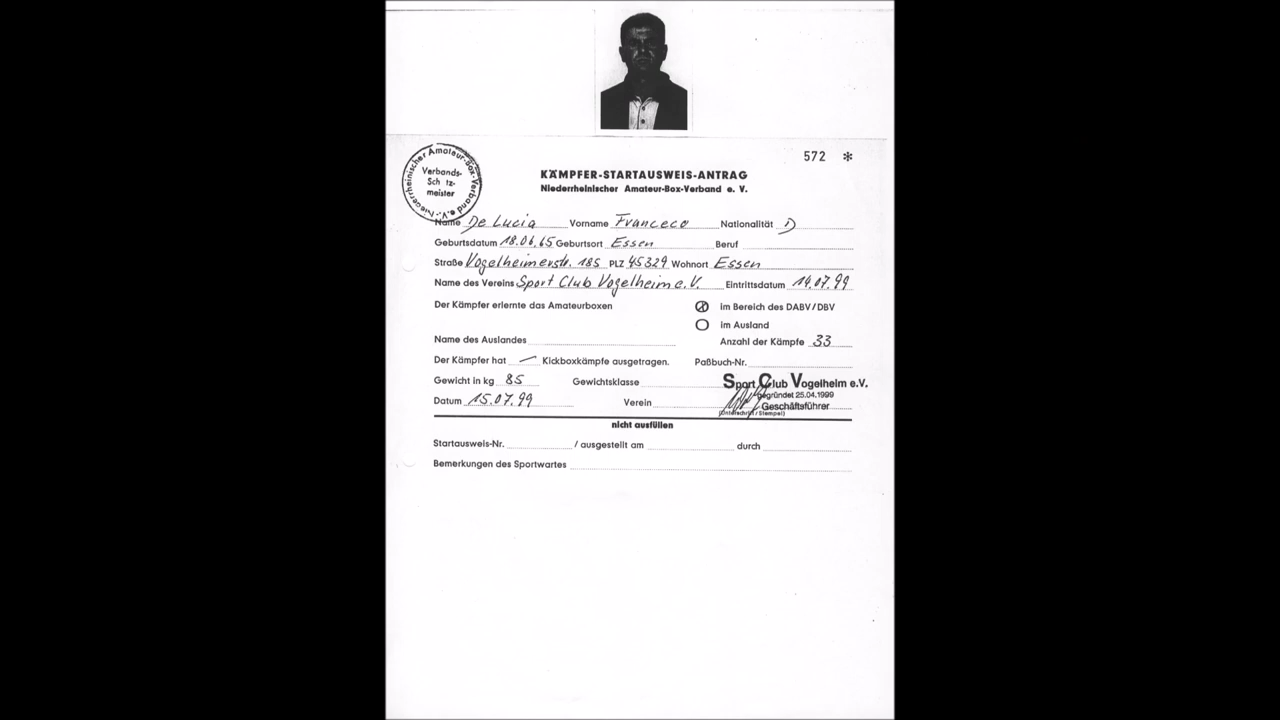 572 *
Niederrheinischer Amateur-Box-Verband e.V.
Verbands-
Sch tz-
meister
KÄMPFER-STARTAUSWEIS-ANTRAG
Niederrheinischer Amateur-Box-Verband e. V.
Name De Lucia Vorname Franceco Nationalität D
Geburtsdatum 18.06.65 Geburtsort Essen Beruf
Straße Vogelheimerstr. 185 PLZ 45329 Wohnort Essen
Name des Vereins Sport Club Vogelheim e.V. Eintrittsdatum 14.07.99
Der Kämpfer erlernte das Amateurboxen im Bereich des DABV/DBV
im Ausland
Name des Auslandes Anzahl der Kämpfe 33
Der Kämpfer hat — Kickboxkämpfe ausgetragen. Paßbuch-Nr.
Gewicht in kg 85 Gewichtsklasse
Sport Club Vogelheim e.V.
gegründet 25.04.1999
Datum 15.07.99 Verein Geschäftsführer
(Unterschrift / Stempel)
nicht ausfüllen
Startausweis-Nr. / ausgestellt am durch
Bemerkungen des Sportwartes